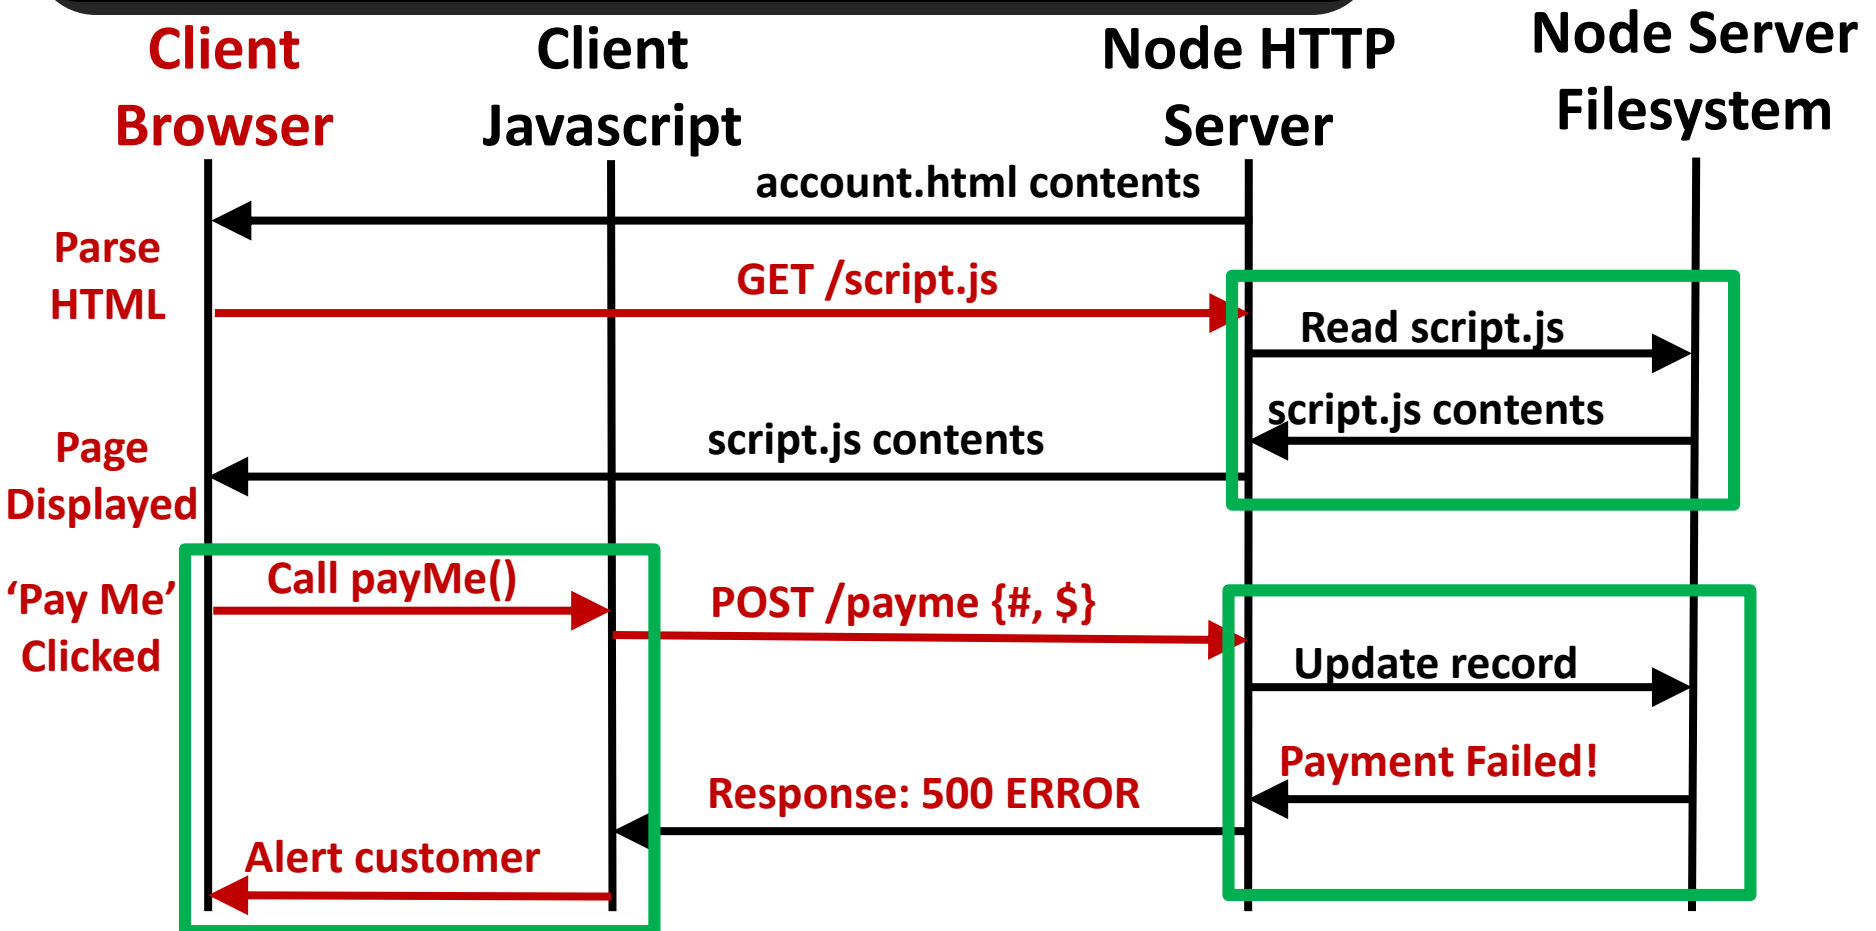 Client
Browser
Client
Javascript
Node HTTP
Server
Node Server
Filesystem
account.html contents
Parse
HTML
GET /script.js
Read script.js
script.js contents
script.js contents
Page
Displayed
‘Pay Me’
Clicked
Call payMe()
POST /payme {#, $}
Update record
Payment Failed!
Response: 500 ERROR
Alert customer